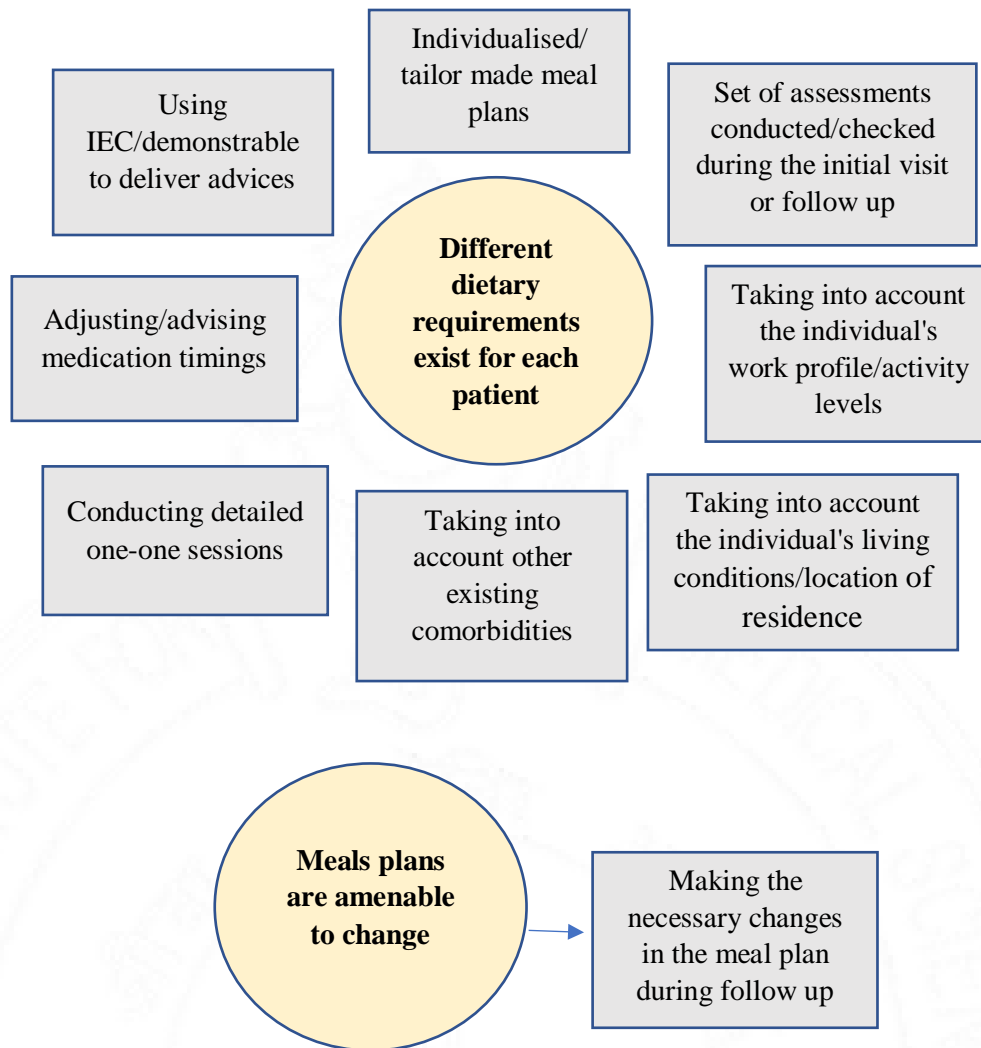 Individualised/
tailor made meal
plans
Using
IEC/demonstrable
to deliver advices
Set of assessments
conducted/checked
during the initial visit
or follow up
Different
dietary
requirements
exist for each
patient
Adjusting/advising
medication timings
Taking into account
the individual's
work profile/activity
levels
Conducting detailed
one-one sessions
Taking into
account other
existing
comorbidities
Taking into account
the individual's living
conditions/location of
residence
Meals plans
are amenable
to change
Making the
necessary changes
in the meal plan
during follow up